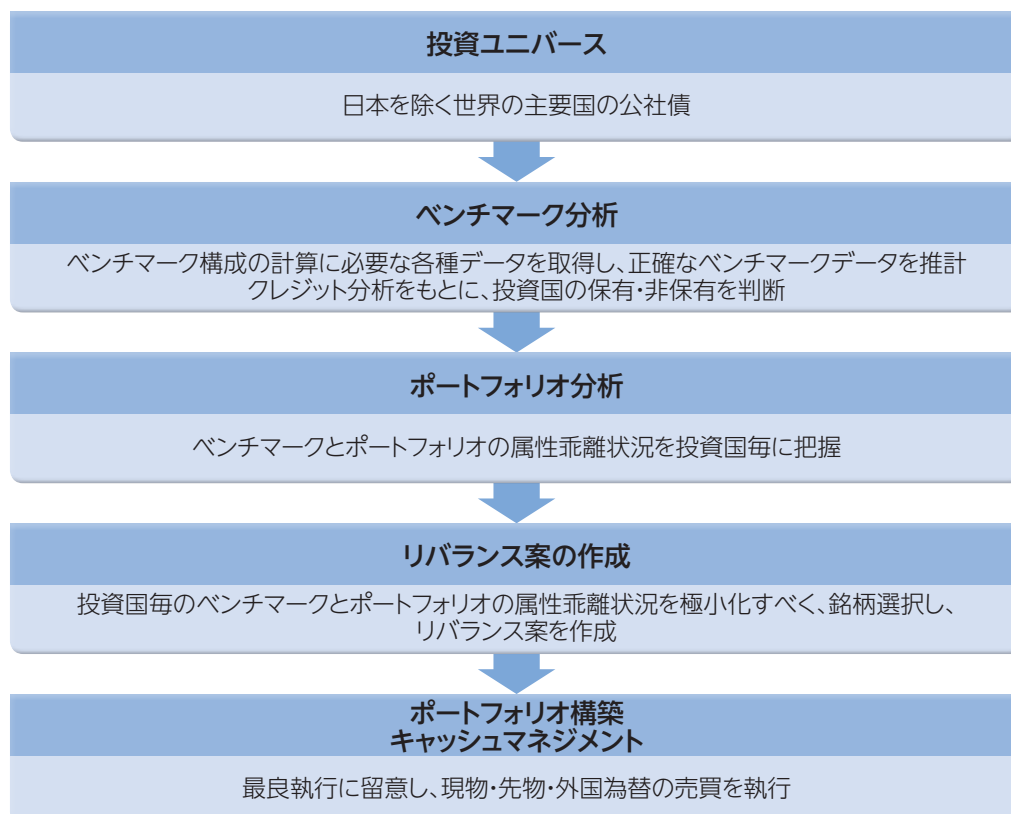 投資ユニバース
日本を除く世界の主要国の公社債
ベンチマーク分析
ベンチマーク構成の計算に必要な各種データを取得し、正確なベンチマークデータを推計
クレジット分析をもとに、投資国の保有・非保有を判断
ポートフォリオ分析
ベンチマークとポートフォリオの属性乖離状況を投資国毎に把握
リバランス案の作成
投資国毎のベンチマークとポートフォリオの属性乖離状況を極小化すべく、銘柄選択し、
リバランス案を作成
ポートフォリオ構築
キャッシュマネジメント
最良執行に留意し、現物・先物・外国為替の売買を執行